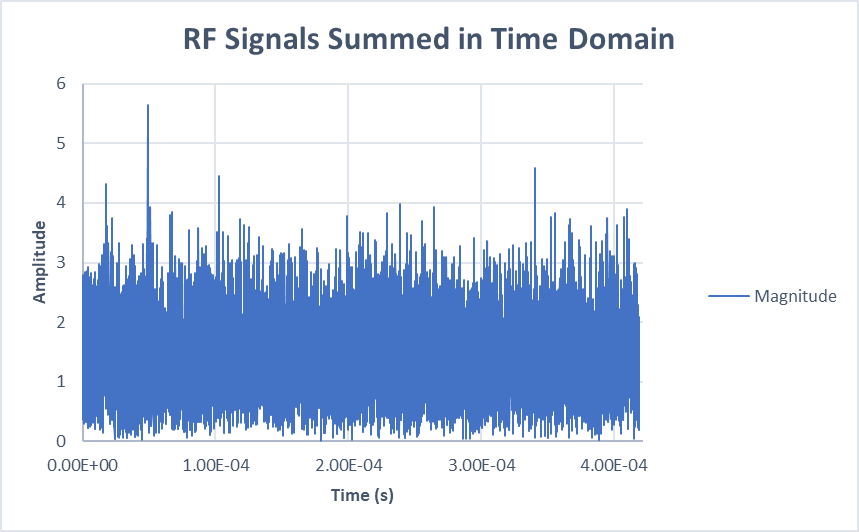 RF Signals Summed in Time Domain
6
5
4
3
2
1
0
Amplitude
0.00E+00 1.00E-04 2.00E-04 3.00E-04 4.00E-04
Time (s)
Magnitude